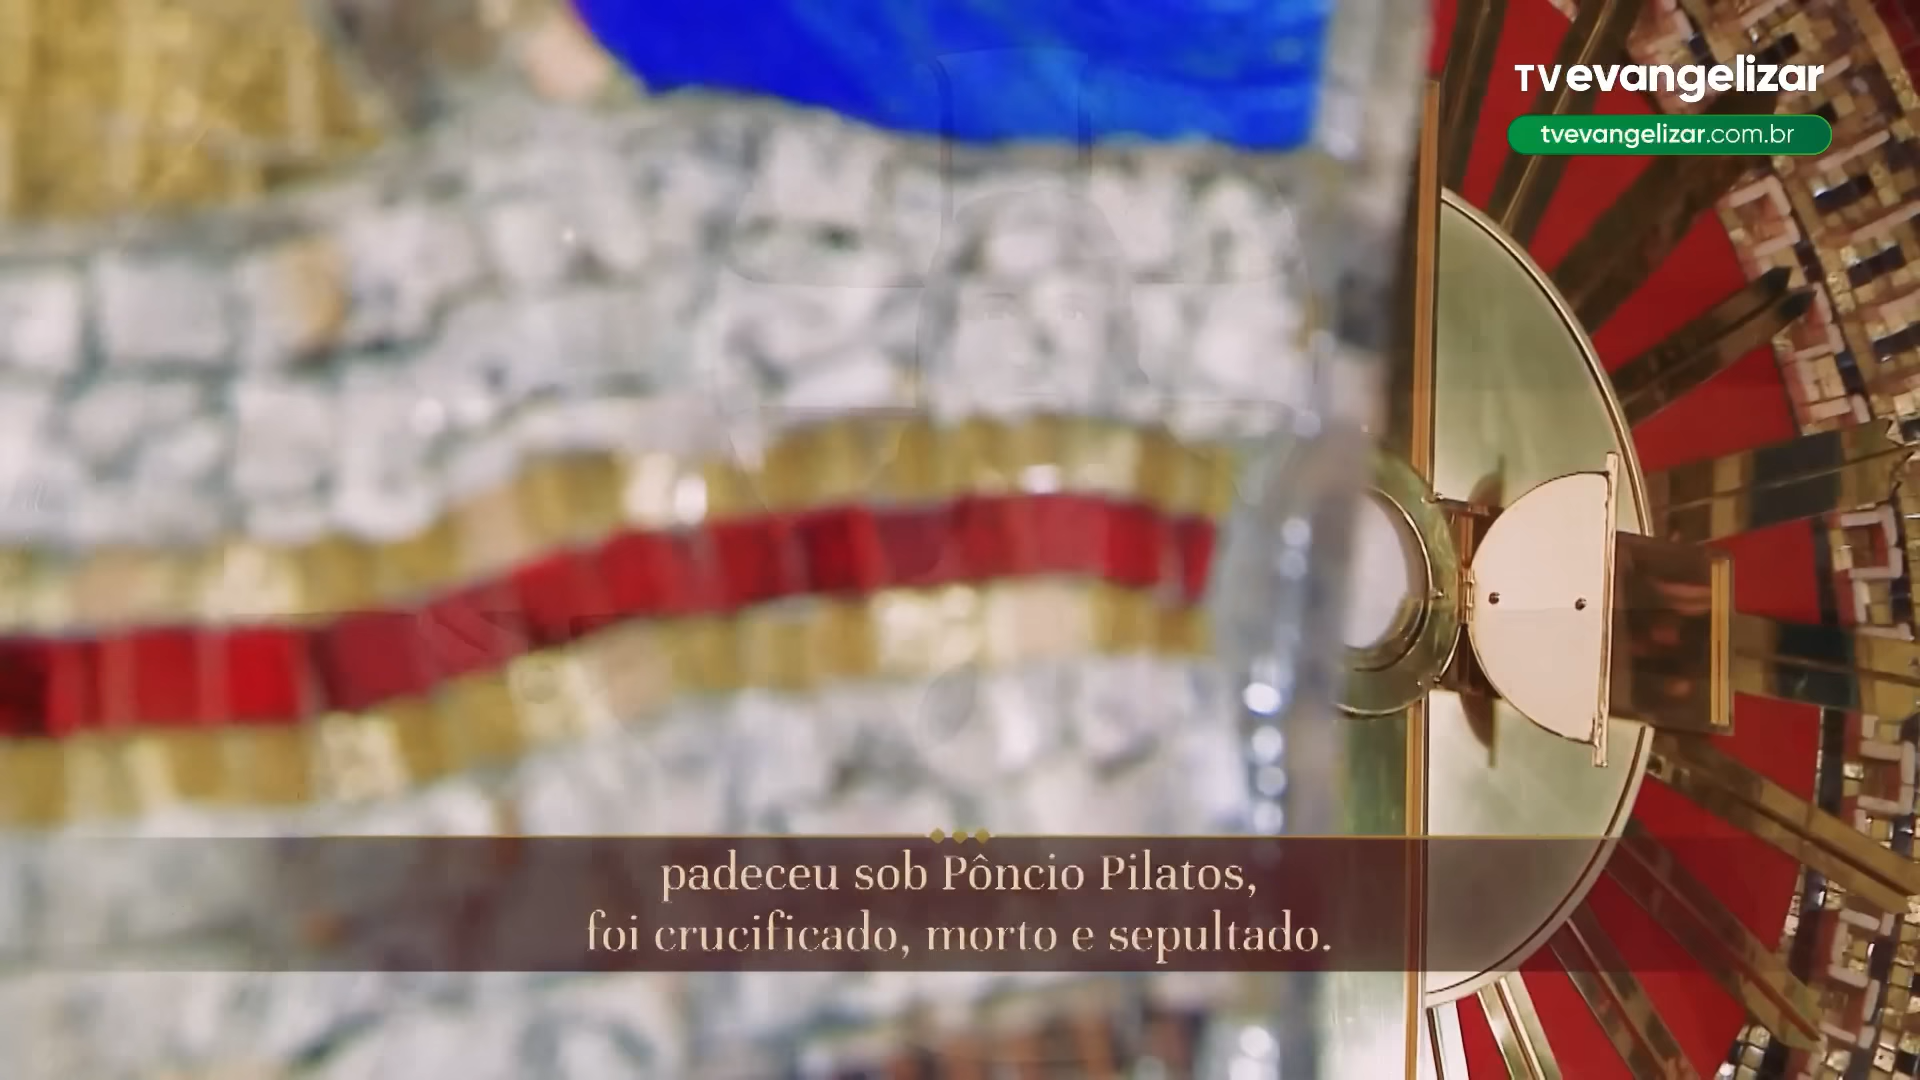 TVevangelizar
tvevangelizar.com.br
padeceu sob Pôncio Pilatos,
foi crucificado, morto e sepultado.